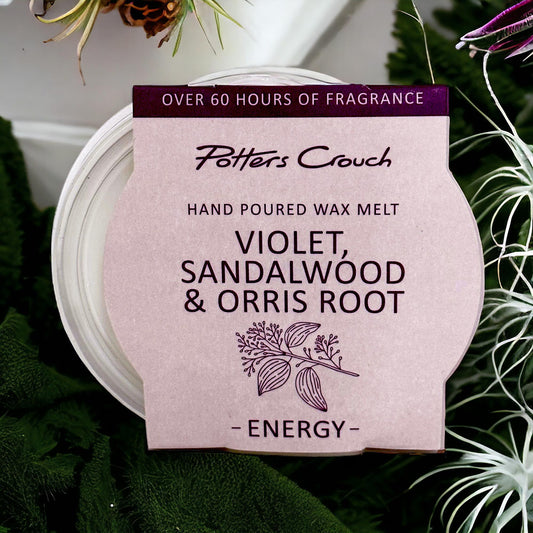 OVER 60 HOURS OF FRAGRANCE
Potters Crouch
HAND POURED WAX MELT
VIOLET,
SANDALWOOD
& ORRIS ROOT
- ENERGY -